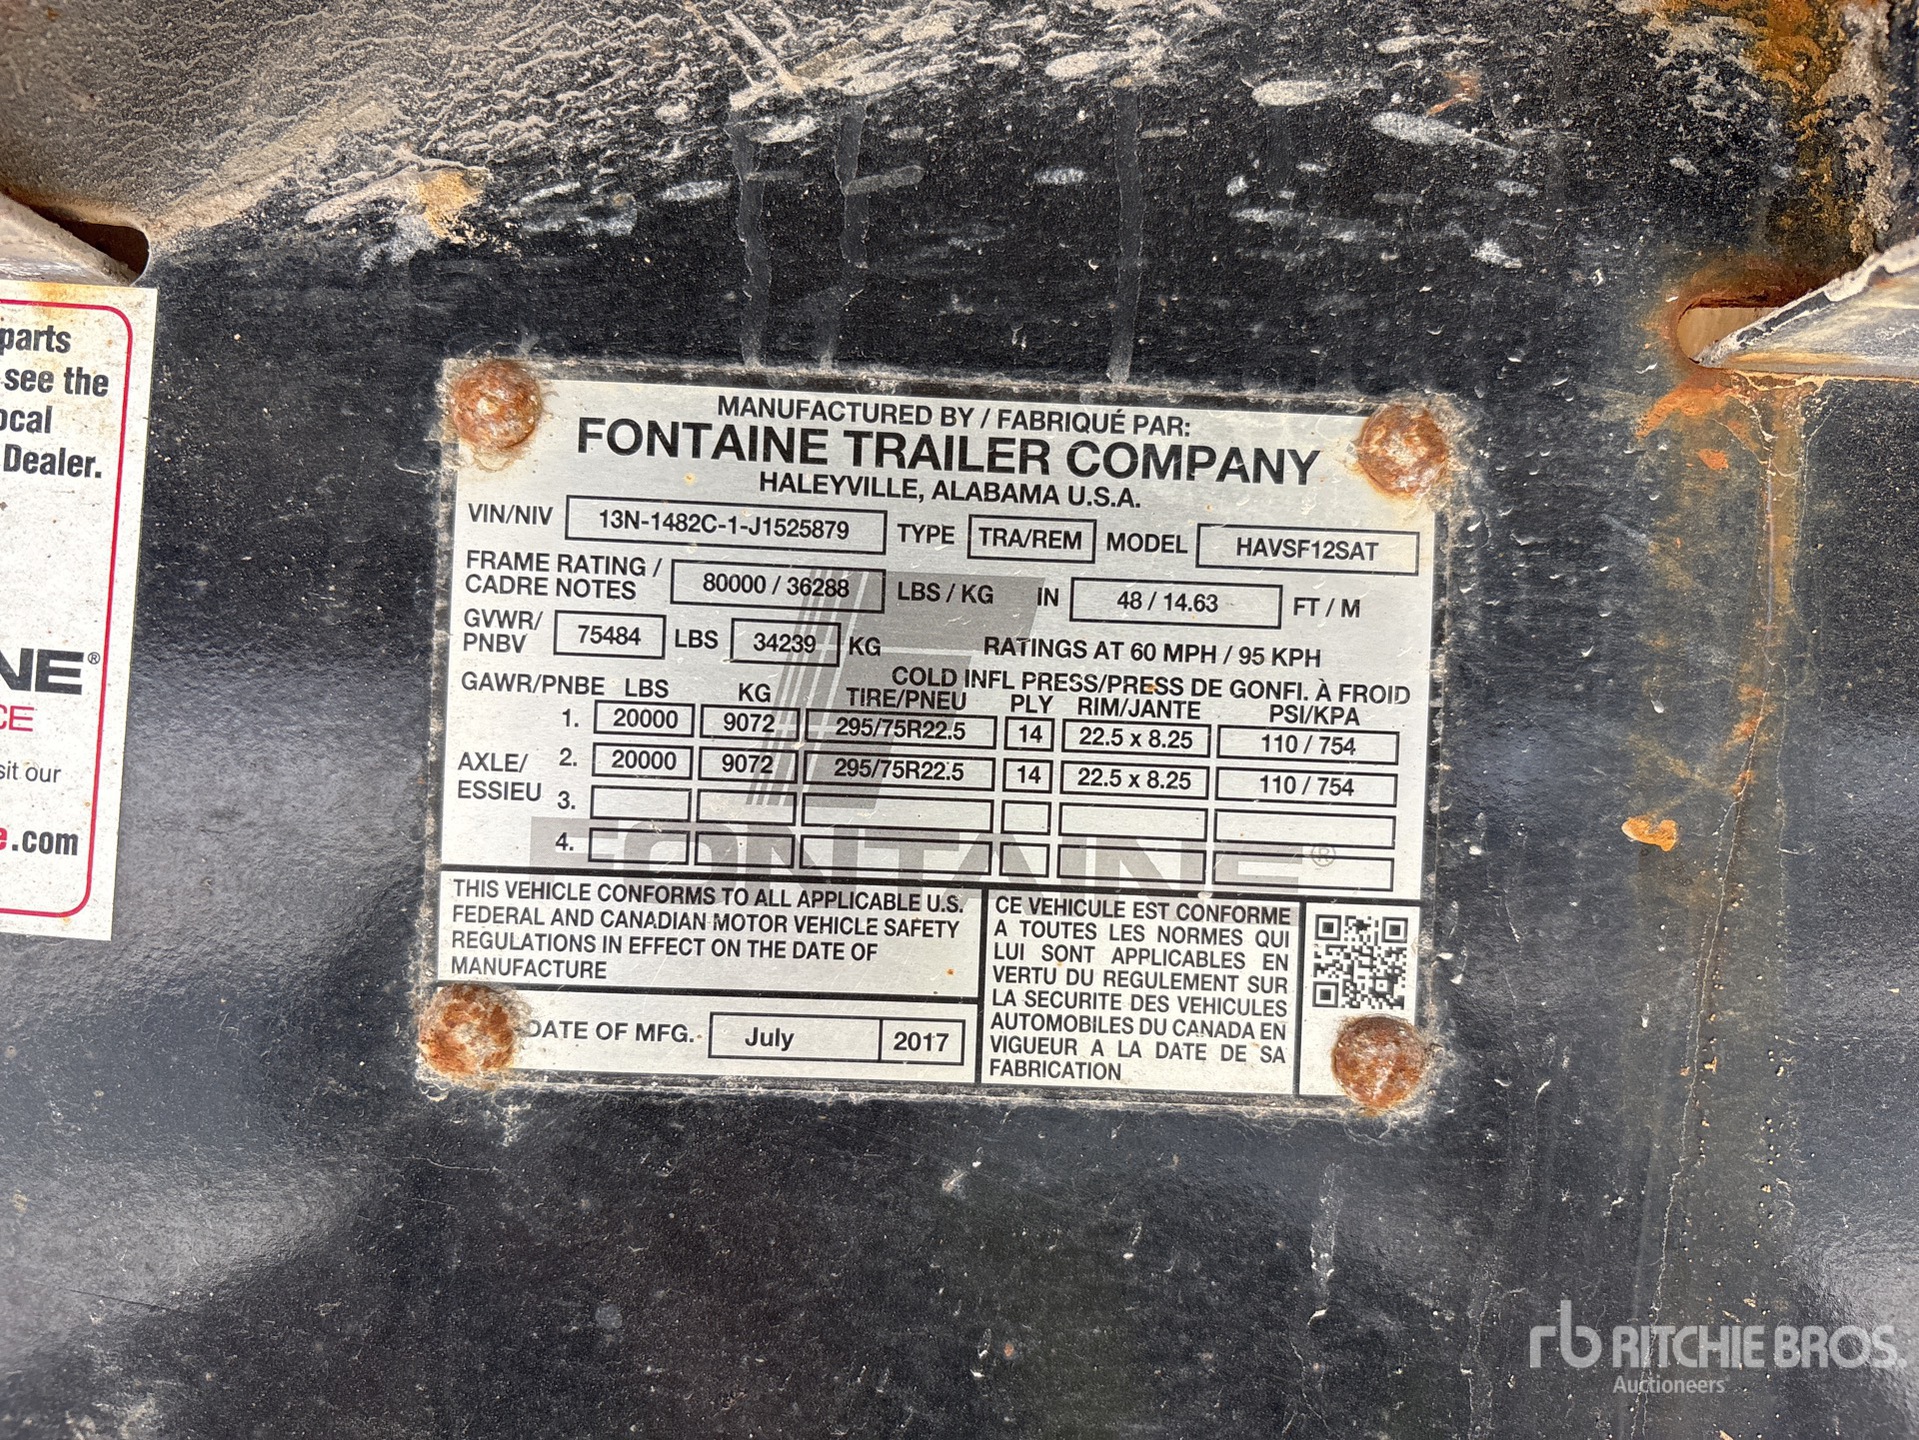 parts
see the
ocal
Dealer.
NE®
CE
sit our
e.com
MANUFACTURED BY / FABRIQUÉ PAR:
FONTAINE TRAILER COMPANY
HALEYVILLE, ALABAMA U.S.A.
VIN/NIV 13N-1482C-1-J1525879 TYPE TRA/REM MODEL HAVSF12SAT
FRAME RATING /
CADRE NOTES 80000 / 36288 LBS / KG IN 48 / 14.63 FT / M
GVWR/
PNBV 75484 LBS 34239 KG RATINGS AT 60 MPH / 95 KPH
COLD INFL PRESS/PRESS DE GONFL. À FROID
GAWR/PNBE LBS KG TIRE/PNEU PLY RIM/JANTE PSI/KPA
1. 20000 9072 295/75R22.5 14 22.5 x 8.25 110 / 754
AXLE/
ESSIEU
2. 20000 9072 295/75R22.5 14 22.5 x 8.25 110 / 754
3.
4.
FONTAINE®
THIS VEHICLE CONFORMS TO ALL APPLICABLE U.S.
FEDERAL AND CANADIAN MOTOR VEHICLE SAFETY
REGULATIONS IN EFFECT ON THE DATE OF
MANUFACTURE
DATE OF MFG. July 2017
CE VEHICULE EST CONFORME
A TOUTES LES NORMES QUI
LUI SONT APPLICABLES EN
VERTU DU REGULEMENT SUR
LA SECURITE DES VEHICULES
AUTOMOBILES DU CANADA EN
VIGUEUR A LA DATE DE SA
FABRICATION
rb RITCHIE BROS.
Auctioneers